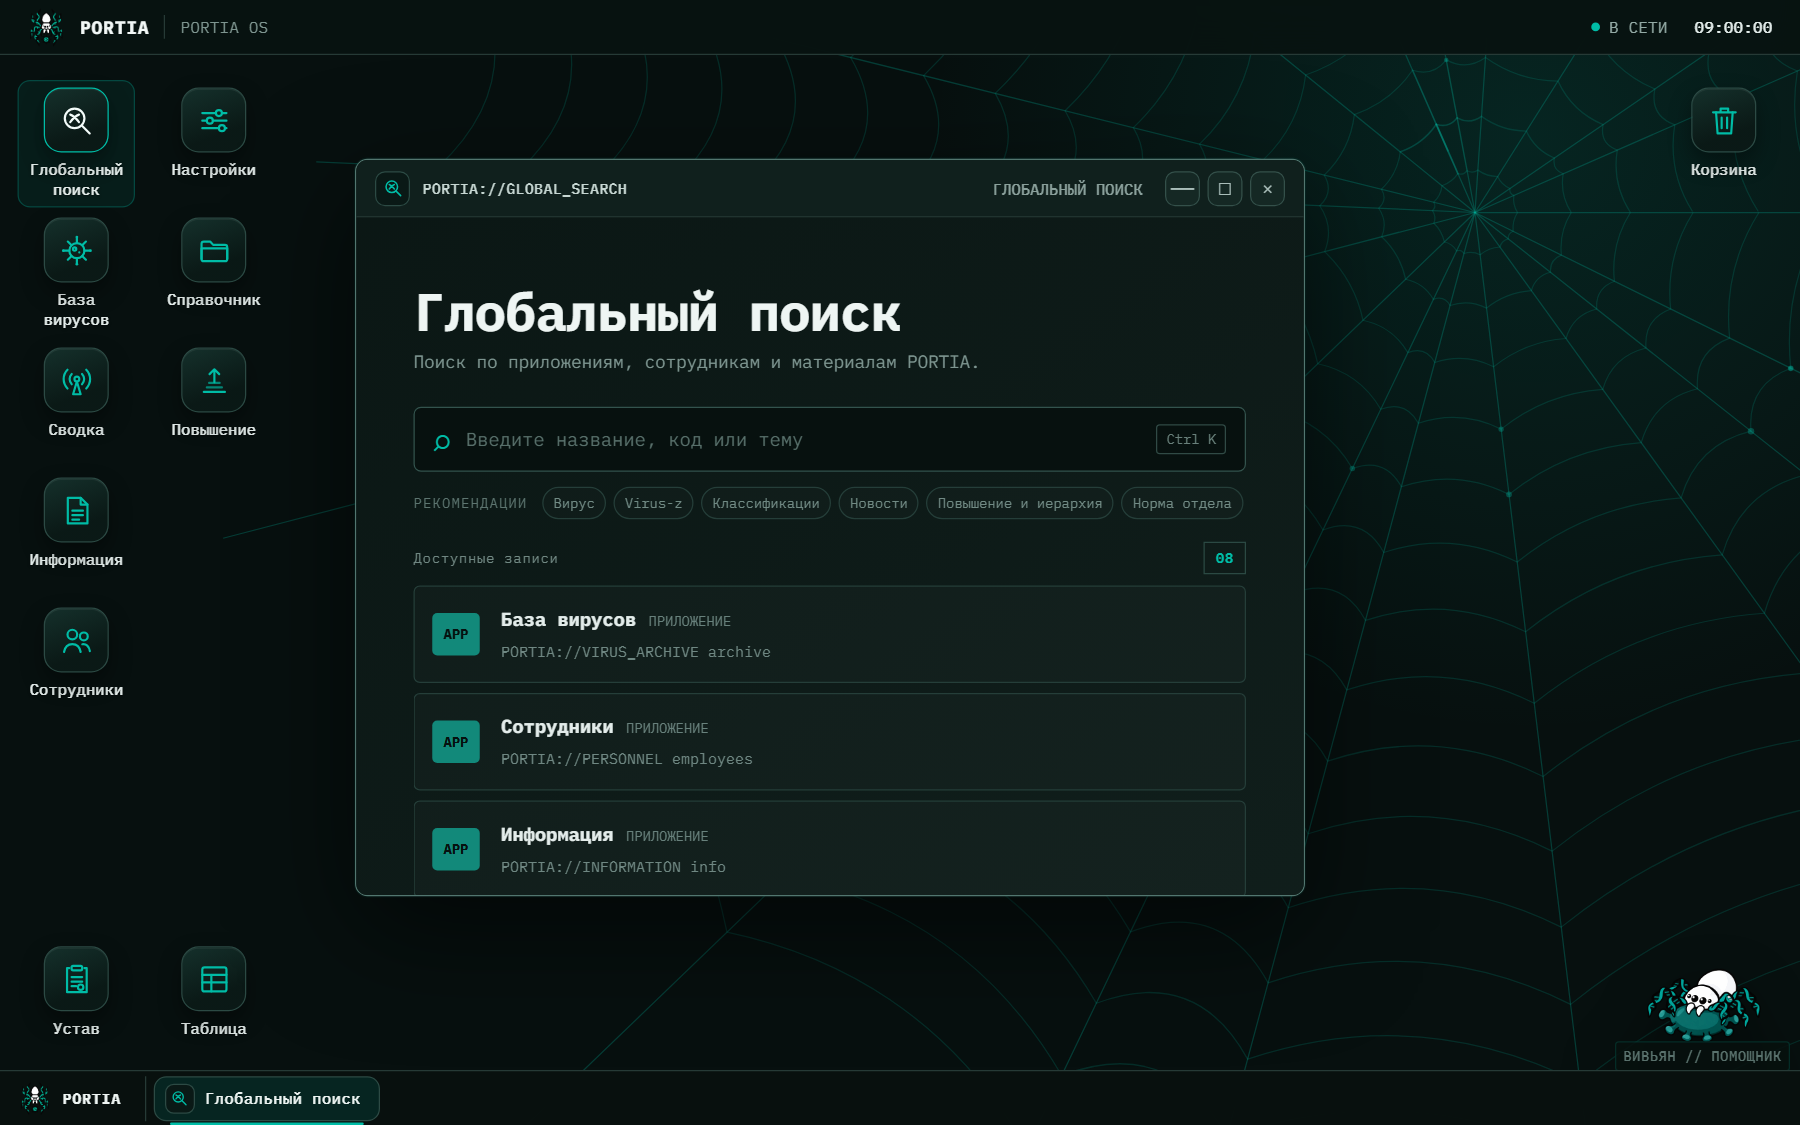 PORTIA
PORTIA OS
В СЕТИ
09:00:00
Глобальный
поиск
Настройки
База
вирусов
Справочник
Сводка
Повышение
Информация
Сотрудники
Устав
Таблица
Корзина
PORTIA://GLOBAL_SEARCH
ГЛОБАЛЬНЫЙ ПОИСК
Глобальный поиск
Поиск по приложениям, сотрудникам и материалам PORTIA.
Введите название, код или тему
Ctrl K
РЕКОМЕНДАЦИИ
Вирус
Virus-z
Классификации
Новости
Повышение и иерархия
Норма отдела
Доступные записи
08
APP
База вирусов ПРИЛОЖЕНИЕ
PORTIA://VIRUS_ARCHIVE archive
APP
Сотрудники ПРИЛОЖЕНИЕ
PORTIA://PERSONNEL employees
APP
Информация ПРИЛОЖЕНИЕ
PORTIA://INFORMATION info
ВИВЬЯН // ПОМОЩНИК
PORTIA
Глобальный поиск